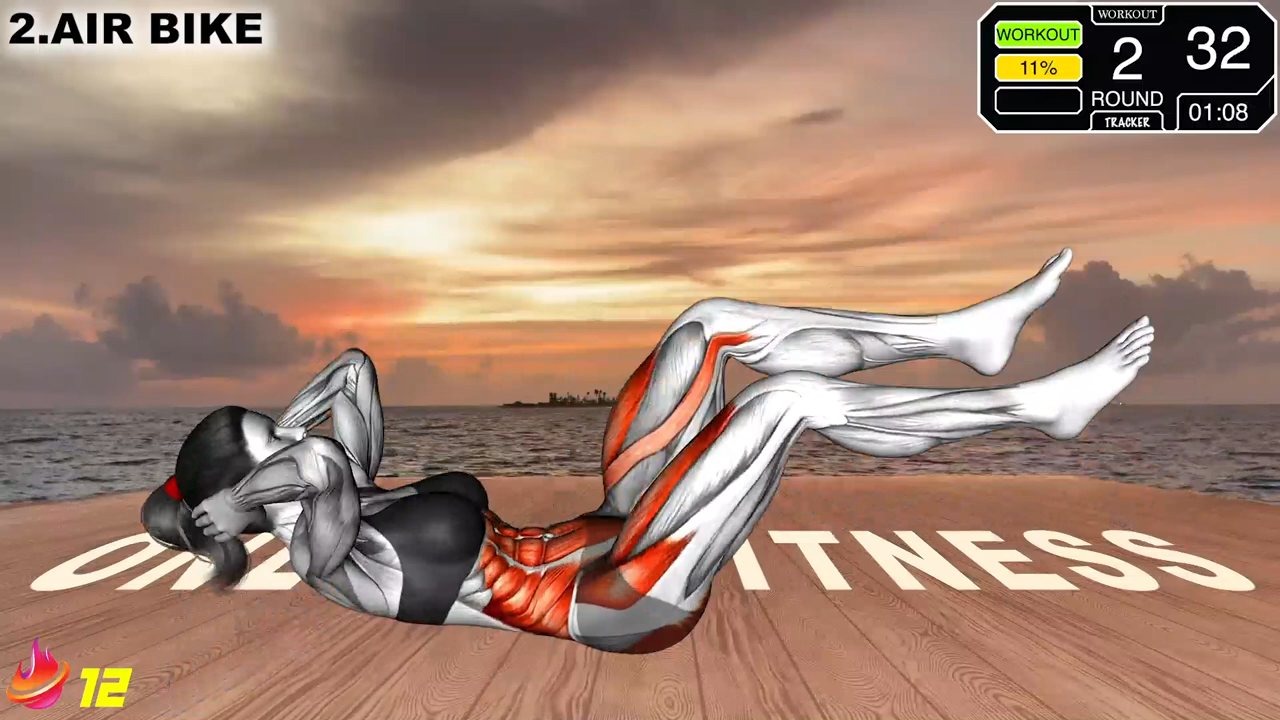 2.AIR BIKE
WORKOUT
WORKOUT
11%
2
ROUND
TRACKER
32
01:08
ITNESS
12